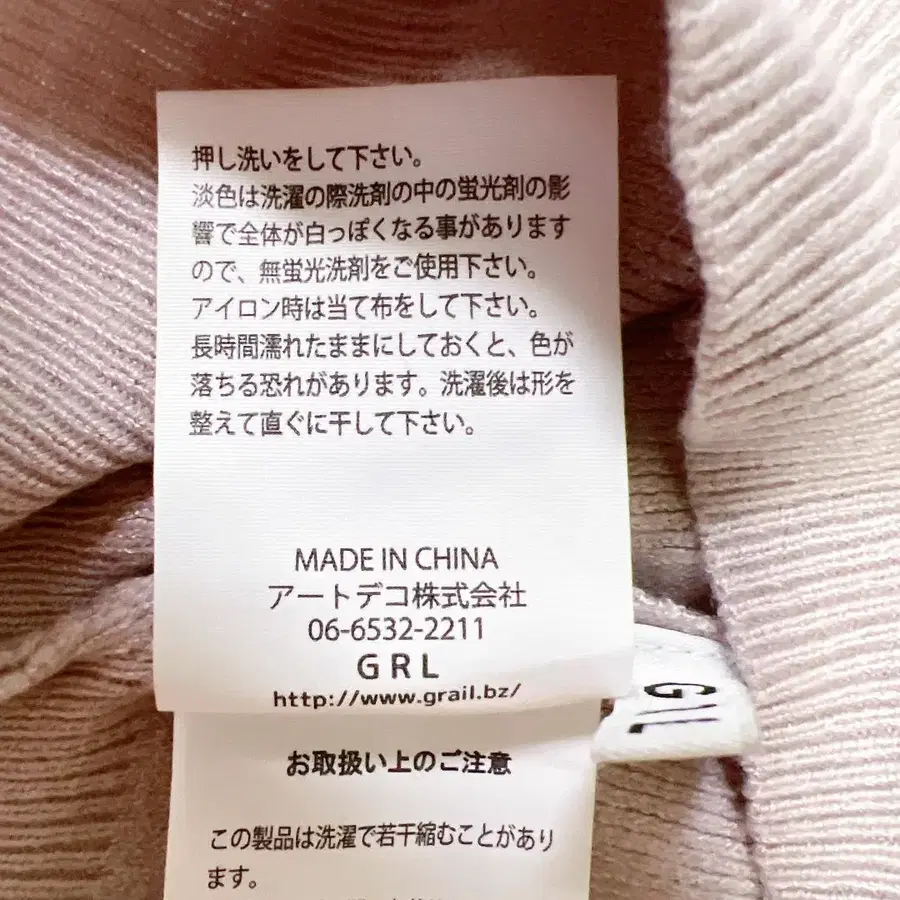 押し洗いをして下さい。
淡色は洗濯の際洗剤の中の蛍光剤の影
響で全体が白っぽくなる事があります
ので、無蛍光洗剤をご使用下さい。
アイロン時は当て布をして下さい。
長時間濡れたままにしておくと、色が
落ちる恐れがあります。洗濯後は形を
整えて直ぐに干して下さい。
MADE IN CHINA
アートデコ株式会社
06-6532-2211
GRL
http://www.grail.bz/
お取扱い上のご注意
この製品は洗濯で若干縮むことがあり
ます。